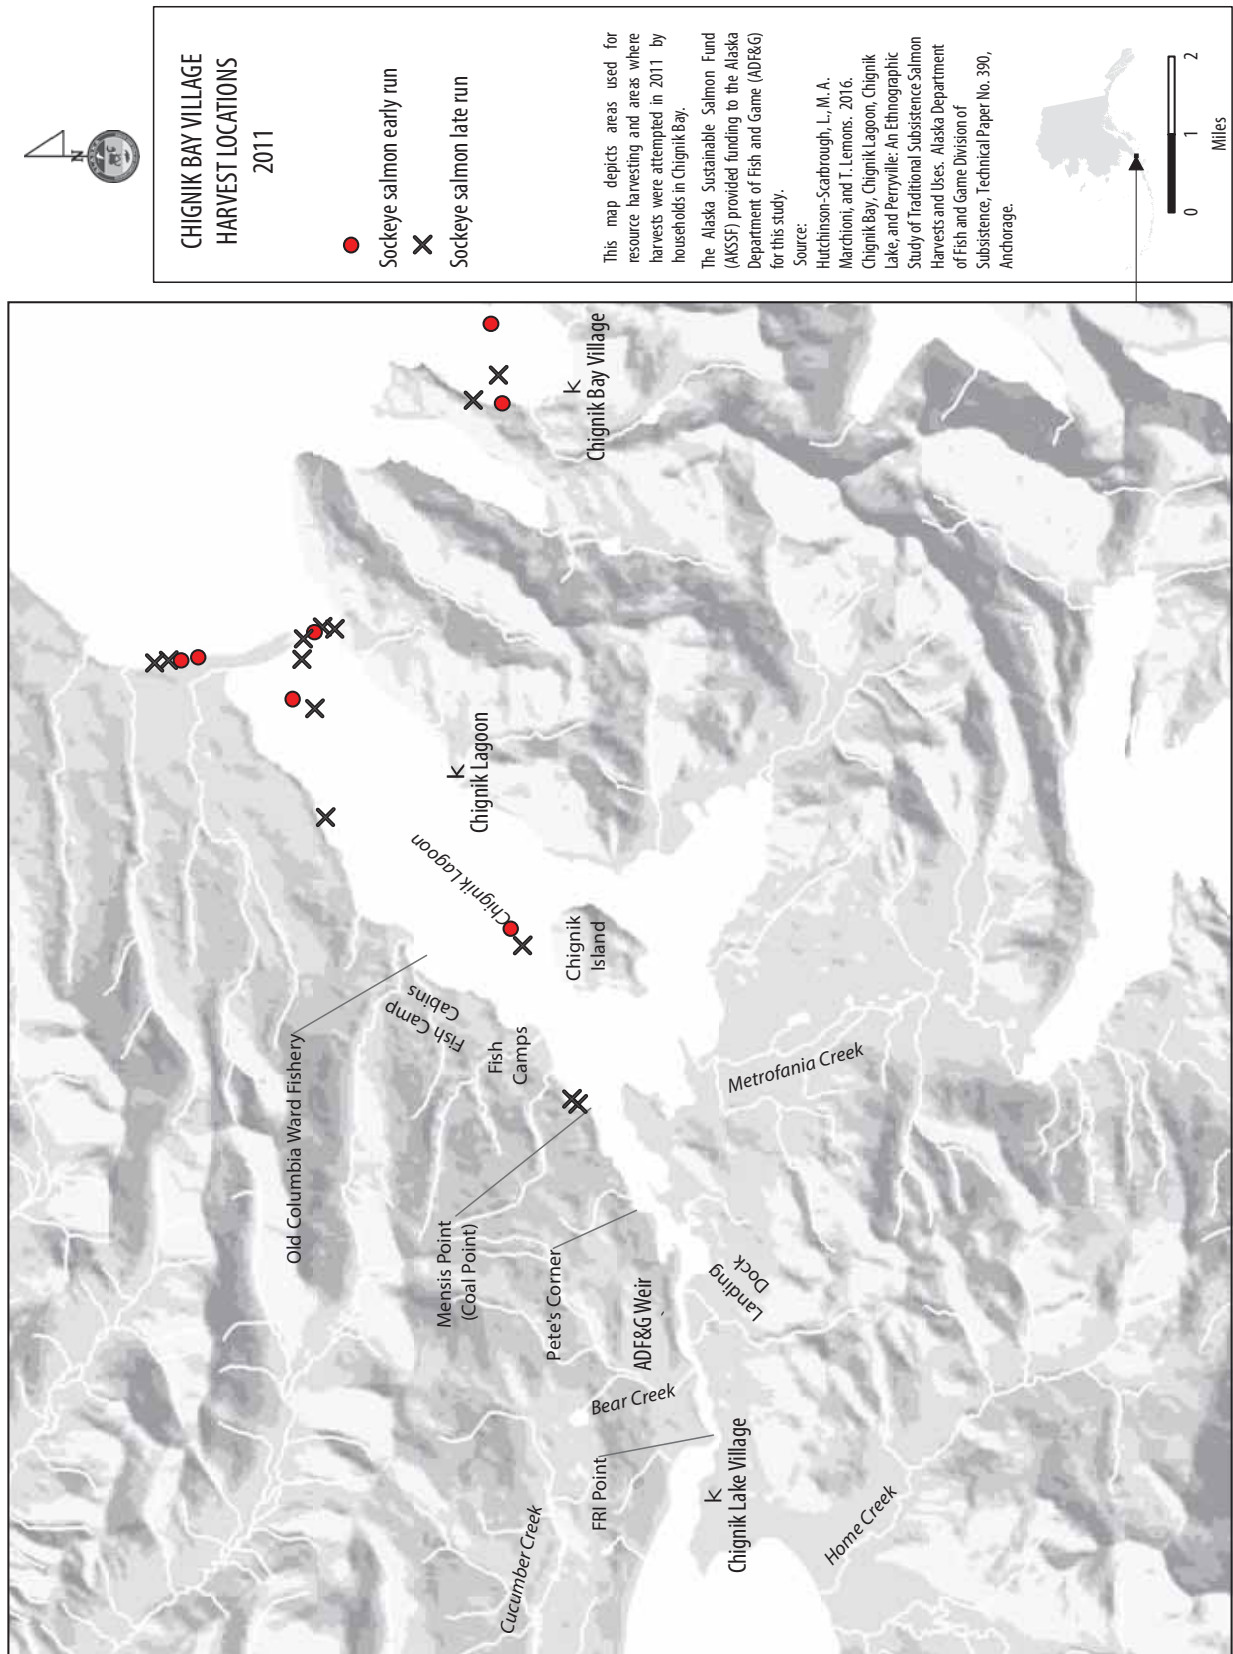 N
CHIGNIK BAY VILLAGE
HARVEST LOCATIONS
2011
Sockeye salmon early run
Sockeye salmon late run
This map depicts areas used for
resource harvesting and areas where
harvests were attempted in 2011 by
households in Chignik Bay.
The Alaska Sustainable Salmon Fund
(AKSSF) provided funding to the Alaska
Department of Fish and Game (ADF&G)
for this study.
Source:
Hutchinson-Scarbrough, L., M. A.
Marchioni, and T. Lemons. 2016.
Chignik Bay, Chignik Lagoon, Chignik
Lake, and Perryville: An Ethnographic
Study of Traditional Subsistence Salmon
Harvests and Uses. Alaska Department
of Fish and Game Division of
Subsistence, Technical Paper No. 390,
Anchorage.
0 1 2
Miles
Old Columbia Ward Fishery
Fish Camp
Cabins
Fish
Camps
Mensis Point
(Coal Point)
Pete's Corner
ADF&G Weir
Bear Creek
FRI Point
Cucumber Creek
k
Chignik Lake Village
Home Creek
Landing
Dock
Metrofania Creek
Chignik
Island
Chignik Lagoon
k
Chignik Lagoon
k
Chignik Bay Village